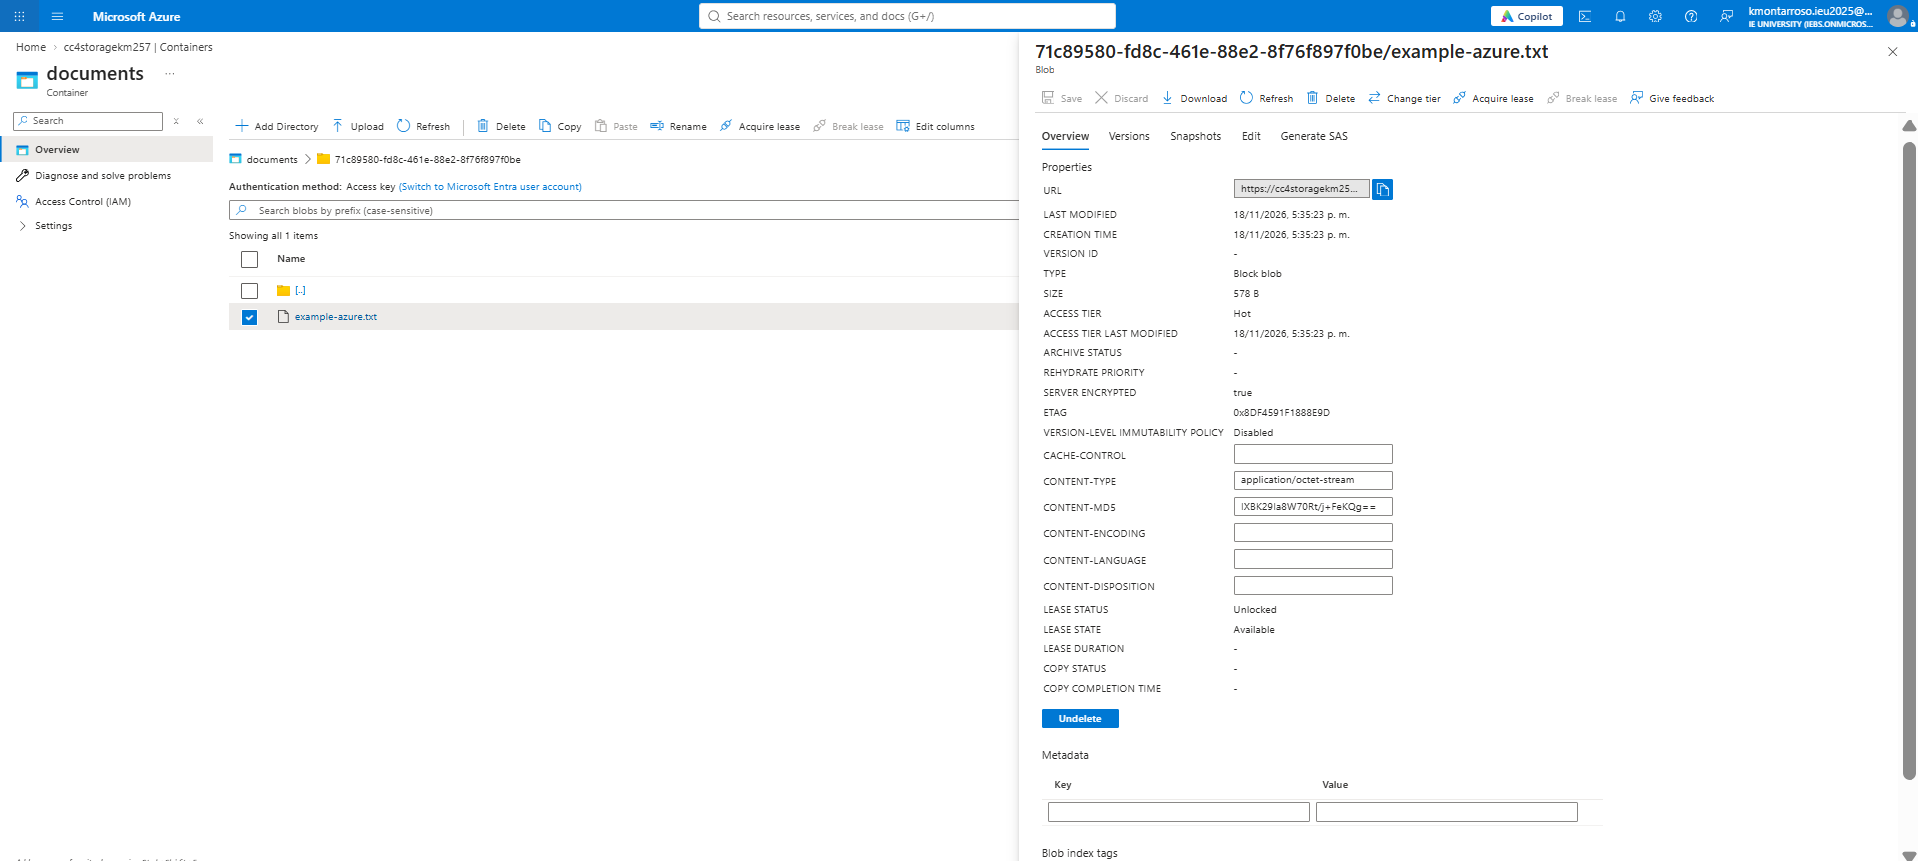 Microsoft Azure
Search resources, services, and docs (G+/)
Copilot
kmontarroso.ieu2025@...
IE UNIVERSITY (IEBS.ONMICROS...
Home > cc4storagekm257 | Containers
documents ...
Container
Search
Overview
Diagnose and solve problems
Access Control (IAM)
Settings
Add Directory Upload Refresh Delete Copy Paste Rename Acquire lease Break lease Edit columns
documents > 71c89580-fd8c-461e-88e2-8f76f897f0be
Authentication method: Access key (Switch to Microsoft Entra user account)
Search blobs by prefix (case-sensitive)
Showing all 1 items
Name
[..]
example-azure.txt
71c89580-fd8c-461e-88e2-8f76f897f0be/example-azure.txt
Blob
Save Discard Download Refresh Delete Change tier Acquire lease Break lease Give feedback
Overview Versions Snapshots Edit Generate SAS
Properties
URL https://cc4storagekm25...
LAST MODIFIED 18/11/2026, 5:35:23 p. m.
CREATION TIME 18/11/2026, 5:35:23 p. m.
VERSION ID -
TYPE Block blob
SIZE 578 B
ACCESS TIER Hot
ACCESS TIER LAST MODIFIED 18/11/2026, 5:35:23 p. m.
ARCHIVE STATUS -
REHYDRATE PRIORITY -
SERVER ENCRYPTED true
ETAG 0x8DF4591F1888E9D
VERSION-LEVEL IMMUTABILITY POLICY Disabled
CACHE-CONTROL
CONTENT-TYPE application/octet-stream
CONTENT-MD5 IXBK29Ia8W70Rt/j+FeKQg==
CONTENT-ENCODING
CONTENT-LANGUAGE
CONTENT-DISPOSITION
LEASE STATUS Unlocked
LEASE STATE Available
LEASE DURATION -
COPY STATUS -
COPY COMPLETION TIME -
Undelete
Metadata
Key Value
Blob index tags